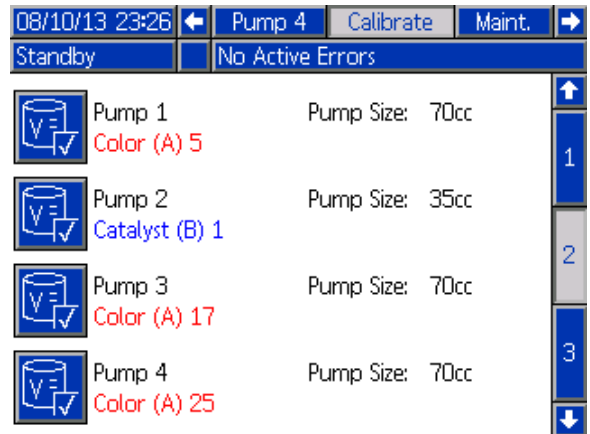 08/10/13 23:26 Pump 4 Calibrate Maint.
Standby No Active Errors
Pump 1 Pump Size: 70cc
Color (A) 5
1
Pump 2 Pump Size: 35cc
Catalyst (B) 1
2
Pump 3 Pump Size: 70cc
Color (A) 17
3
Pump 4 Pump Size: 70cc
Color (A) 25